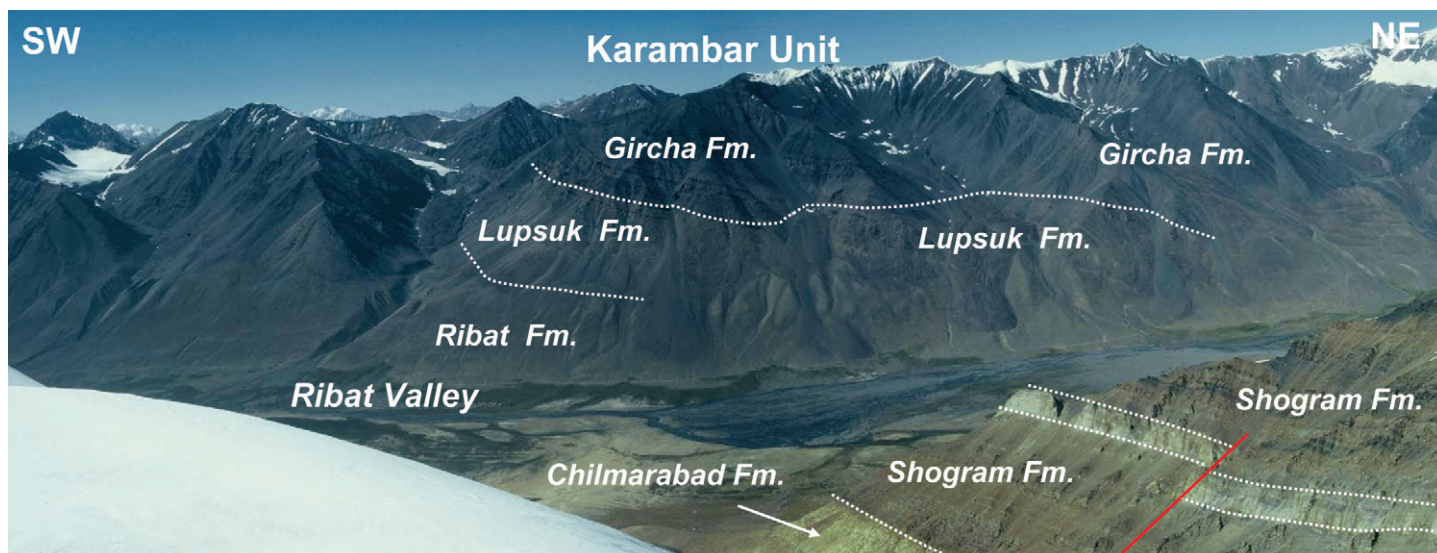 SW
Karambar Unit
NE
Gircha Fm.
Gircha Fm.
Lupsuk Fm.
Lupsuk Fm.
Ribat Fm.
Ribat Valley
Shogram Fm.
Chilmarabad Fm.
Shogram Fm.